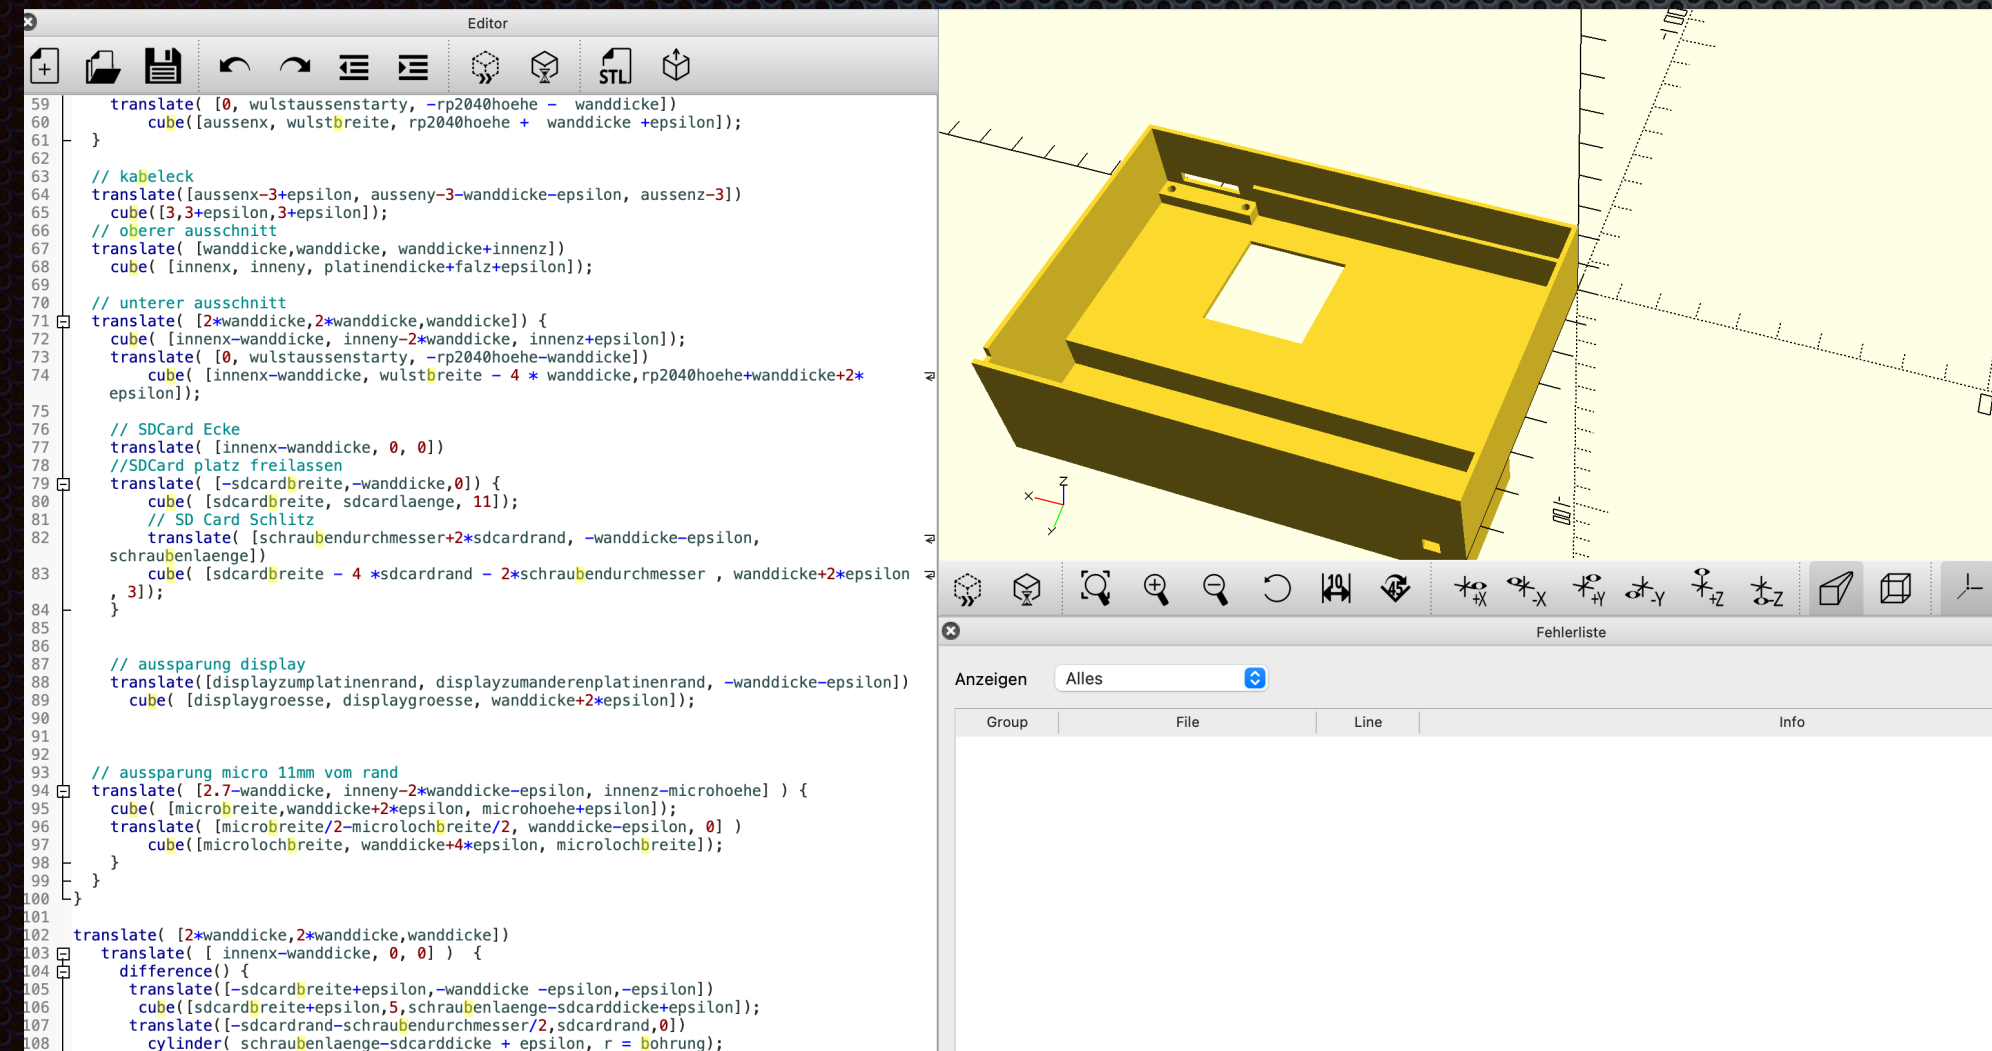 Editor
STL
59 translate( [0, wulstaussenstarty, -rp2040hoehe - wanddicke])
60 cube([aussenx, wulstbreite, rp2040hoehe + wanddicke +epsilon]);
61 }
62
63 // kabeleck
64 translate([aussenx-3+epsilon, ausseny-3-wanddicke-epsilon, aussenz-3])
65 cube([3,3+epsilon,3+epsilon]);
66 // oberer ausschnitt
67 translate( [wanddicke,wanddicke, wanddicke+innenz])
68 cube( [innenx, inneny, platinendicke+falz+epsilon]);
69
70 // unterer ausschnitt
71 translate( [2*wanddicke,2*wanddicke,wanddicke]) {
72 cube( [innenx-wanddicke, inneny-2*wanddicke, innenz+epsilon]);
73 translate( [0, wulstaussenstarty, -rp2040hoehe-wanddicke])
74 cube( [innenx-wanddicke, wulstbreite - 4 * wanddicke,rp2040hoehe+wanddicke+2*
epsilon]);
75
76 // SDCard Ecke
77 translate( [innenx-wanddicke, 0, 0])
78 //SDCard platz freilassen
79 translate( [-sdcardbreite,-wanddicke,0]) {
80 cube( [sdcardbreite, sdcardlaenge, 11]);
81 // SD Card Schlitz
82 translate( [schraubendurchmesser+2*sdcardrand, -wanddicke-epsilon,
schraubenlaenge])
83 cube( [sdcardbreite - 4 *sdcardrand - 2*schraubendurchmesser , wanddicke+2*epsilon
, 3]);
84 }
85
86
87 // aussparung display
88 translate([displayzumplatinenrand, displayzumanderenplatinenrand, -wanddicke-epsilon])
89 cube( [displaygroesse, displaygroesse, wanddicke+2*epsilon]);
90
91
92
93 // aussparung micro 11mm vom rand
94 translate( [2.7-wanddicke, inneny-2*wanddicke-epsilon, innenz-microhoehe] ) {
95 cube( [microbreite,wanddicke+2*epsilon, microhoehe+epsilon]);
96 translate( [microbreite/2-microlochbreite/2, wanddicke-epsilon, 0] )
97 cube([microlochbreite, wanddicke+4*epsilon, microlochbreite]);
98 }
99 }
100 }
101
102 translate( [2*wanddicke,2*wanddicke,wanddicke])
103 translate( [ innenx-wanddicke, 0, 0] ) {
104 difference() {
105 translate([-sdcardbreite+epsilon,-wanddicke -epsilon,-epsilon])
106 cube([sdcardbreite+epsilon,5,schraubenlaenge-sdcarddicke+epsilon]);
107 translate([-sdcardrand-schraubendurchmesser/2,sdcardrand,0])
108 cylinder( schraubenlaenge-sdcarddicke + epsilon, r = bohrung);
z
x
y
10 45 +X -X +Y -Y +Z -Z
Fehlerliste
Anzeigen Alles
Group File Line Info